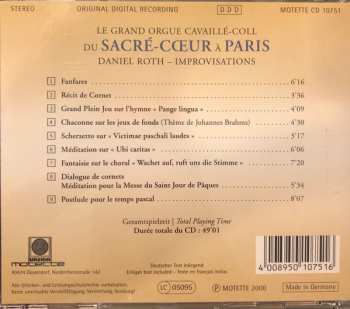 STEREO
ORIGINAL DIGITAL RECORDING
DDD
MOTETTE CD 10751
LE GRAND ORGUE CAVAILLÉ-COLL
DU SACRÉ-CŒUR À PARIS
DANIEL ROTH – IMPROVISATIONS
1 Fanfares 6'16
2 Récit de Cornet 3'36
3 Grand Plein Jeu sur l'hymne » Pange lingua « 4'09
4 Chaconne sur les jeux de fonds (Thème de Johannes Brahms) 4'30
5 Scherzetto sur » Victimae paschali laudes « 3'17
6 Méditation sur » Ubi caritas « 6'06
7 Fantaisie sur le choral » Wachet auf, ruft uns die Stimme « 7'20
8 Dialogue de cornets
Méditation pour la Messe du Saint Jour de Pâques 5'34
9 Postlude pour le temps pascal 8'07
Gesamtspielzeit | Total Playing Time
Durée totale du CD : 49'01
motette
Deutscher Text inliegend
English text included – Texte en français inclus
4 008950 107516
LC 05095
℗ MOTETTE 2000
Made in Germany